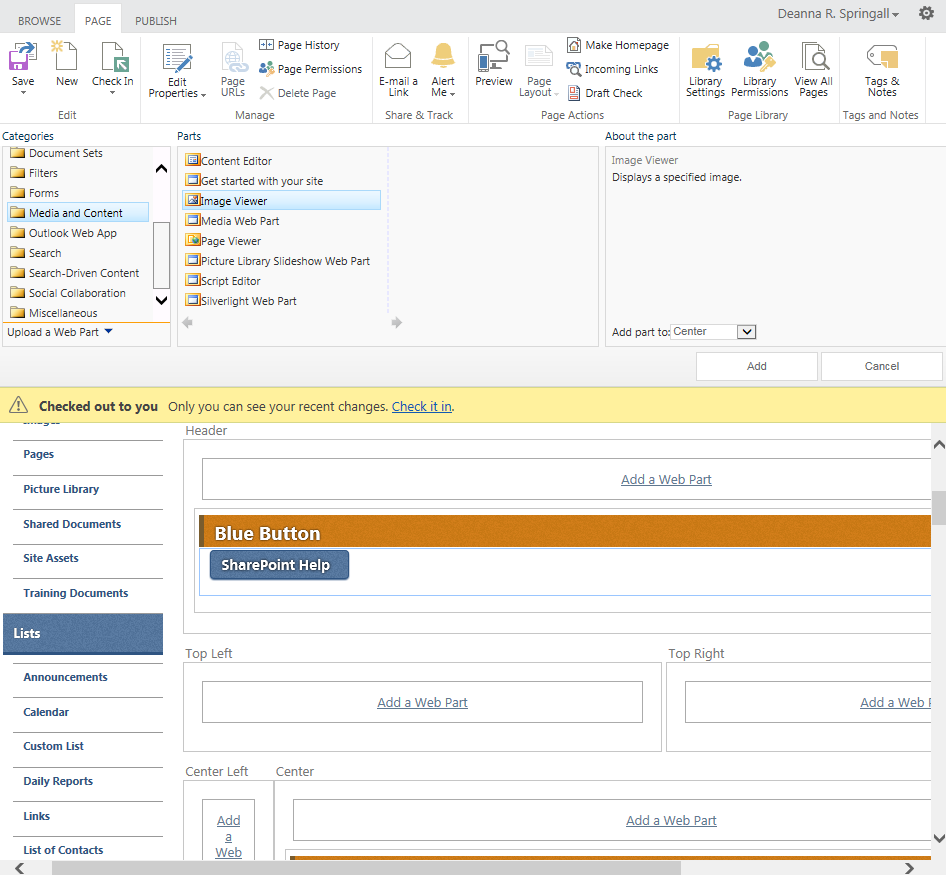 BROWSE PAGE PUBLISH Deanna R. Springall
Save
New
Check In
Edit
Edit
Properties
Page
URLs
Page History
Page Permissions
Delete Page
Manage
E-mail a
Link
Alert
Me
Share & Track
Preview
Page
Layout
Make Homepage
Incoming Links
Draft Check
Page Actions
Library
Settings
Library
Permissions
View All
Pages
Page Library
Tags &
Notes
Tags and Notes
Categories
Document Sets
Filters
Forms
Media and Content
Outlook Web App
Search
Search-Driven Content
Social Collaboration
Miscellaneous
Upload a Web Part
Parts
Content Editor
Get started with your site
Image Viewer
Media Web Part
Page Viewer
Picture Library Slideshow Web Part
Script Editor
Silverlight Web Part
About the part
Image Viewer
Displays a specified image.
Add part to: Center
Add Cancel
Checked out to you Only you can see your recent changes. Check it in.
Images
Pages
Picture Library
Shared Documents
Site Assets
Training Documents
Lists
Announcements
Calendar
Custom List
Daily Reports
Links
List of Contacts
Header
Add a Web Part
Blue Button
SharePoint Help
Top Left
Add a Web Part
Top Right
Add a Web
Center Left
Add
a
Web
Center
Add a Web Part